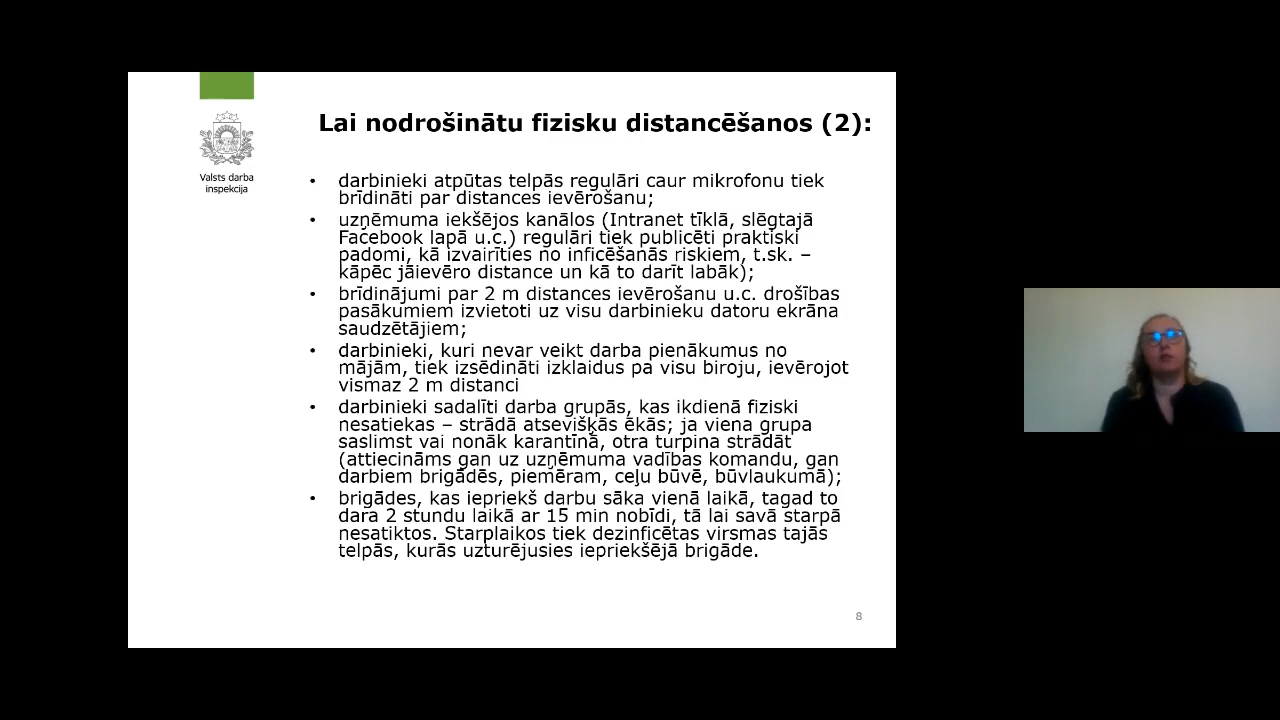 Valsts darba
inspekcija
Lai nodrošinātu fizisku distancēšanos (2):
• darbinieki atpūtas telpās regulāri caur mikrofonu tiek
brīdināti par distances ievērošanu;
• uzņēmuma iekšējos kanālos (Intranet tīklā, slēgtajā
Facebook lapā u.c.) regulāri tiek publicēti praktiski
padomi, kā izvairīties no inficēšanās riskiem, t.sk. –
kāpēc jāievēro distance un kā to darīt labāk);
• brīdinājumi par 2 m distances ievērošanu u.c. drošības
pasākumiem izvietoti uz visu darbinieku datoru ekrāna
saudzētājiem;
• darbinieki, kuri nevar veikt darba pienākumus no
mājām, tiek izsēdināti izklaidus pa visu biroju, ievērojot
vismaz 2 m distanci
• darbinieki sadalīti darba grupās, kas ikdienā fiziski
nesatiekas – strādā atsevišķās ēkās; ja viena grupa
saslimst vai nonāk karantīnā, otra turpina strādāt
(attiecināms gan uz uzņēmuma vadības komandu, gan
darbiem brigādēs, piemēram, ceļu būvē, būvlaukumā);
• brigādes, kas iepriekš darbu sāka vienā laikā, tagad to
dara 2 stundu laikā ar 15 min nobīdi, tā lai savā starpā
nesatiktos. Starplaikos tiek dezinficētas virsmas tajās
telpās, kurās uzturējusies iepriekšējā brigāde.
8